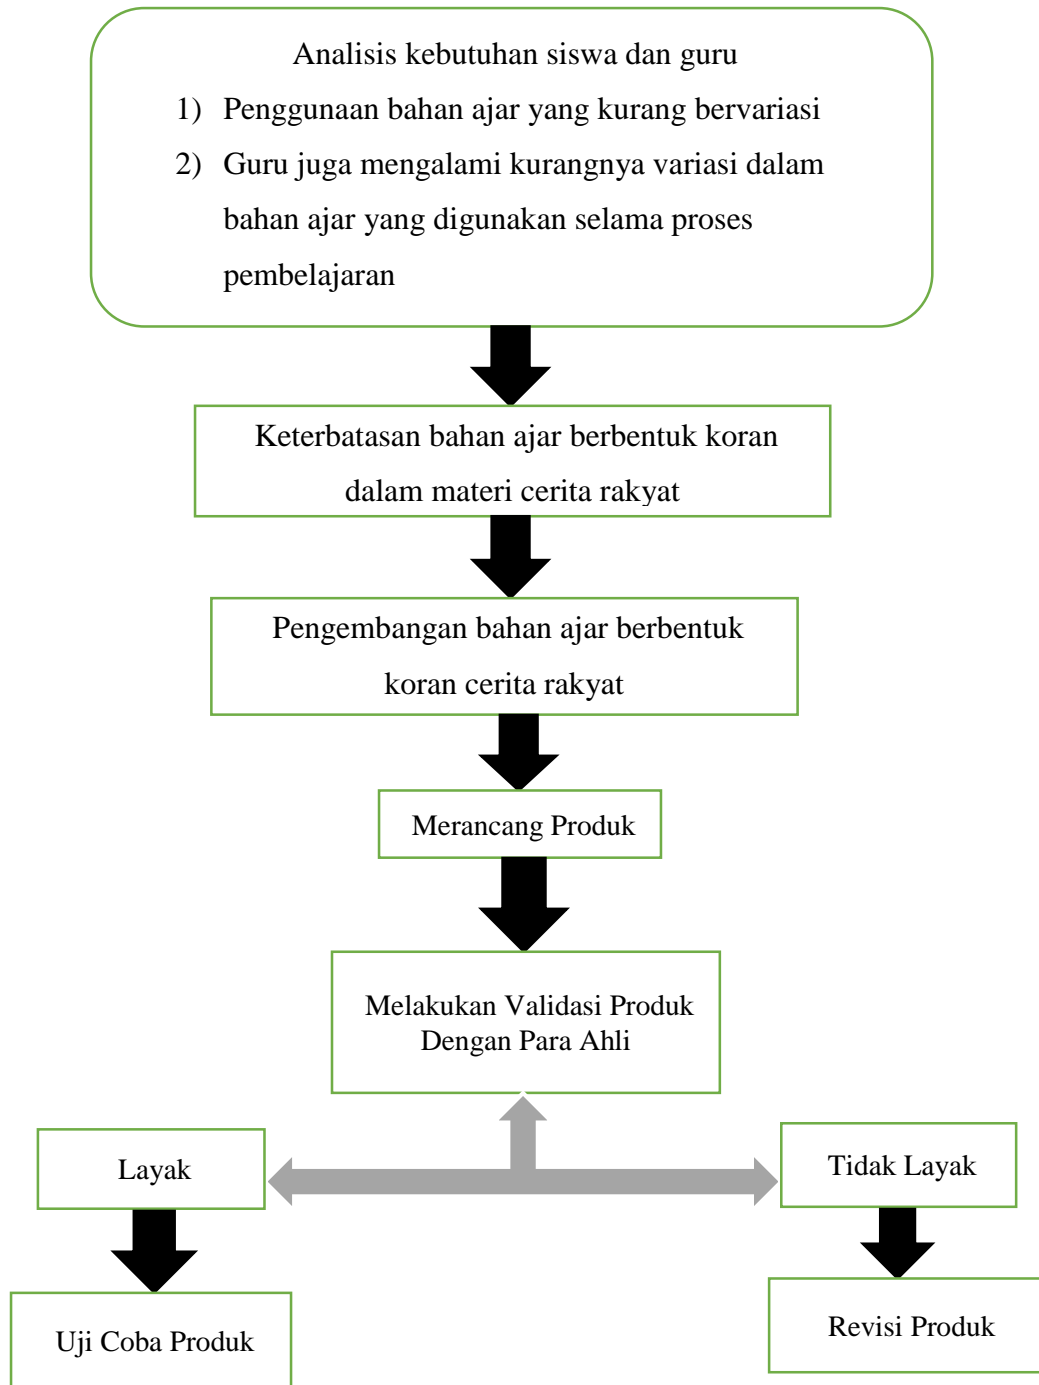 Analisis kebutuhan siswa dan guru
1) Penggunaan bahan ajar yang kurang bervariasi
2) Guru juga mengalami kurangnya variasi dalam
bahan ajar yang digunakan selama proses
pembelajaran
Keterbatasan bahan ajar berbentuk koran
dalam materi cerita rakyat
Pengembangan bahan ajar berbentuk
koran cerita rakyat
Merancang Produk
Melakukan Validasi Produk
Dengan Para Ahli
Layak
Tidak Layak
Uji Coba Produk
Revisi Produk